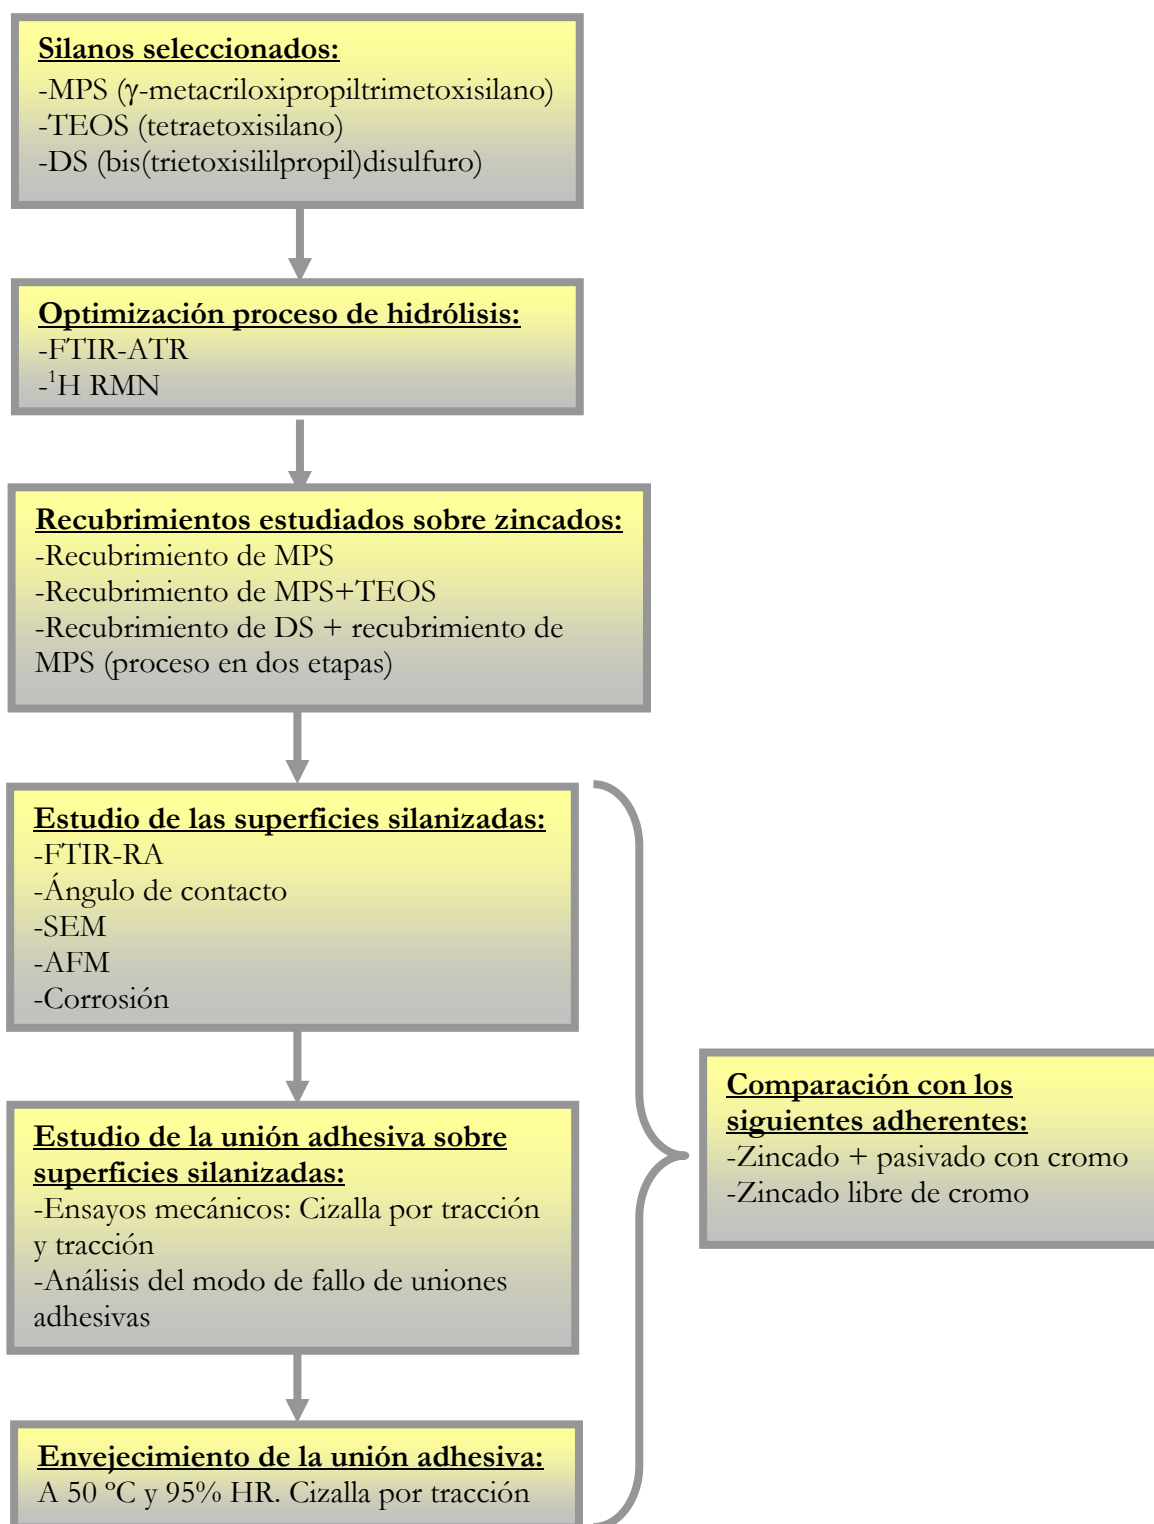 Silanos seleccionados:
-MPS (γ-metacriloxipropiltrimetoxisilano)
-TEOS (tetraetoxisilano)
-DS (bis(trietoxisililpropil)disulfuro)
Optimización proceso de hidrólisis:
-FTIR-ATR
-¹H RMN
Recubrimientos estudiados sobre zincados:
-Recubrimiento de MPS
-Recubrimiento de MPS+TEOS
-Recubrimiento de DS + recubrimiento de
MPS (proceso en dos etapas)
Estudio de las superficies silanizadas:
-FTIR-RA
-Ángulo de contacto
-SEM
-AFM
-Corrosión
Estudio de la unión adhesiva sobre
superficies silanizadas:
-Ensayos mecánicos: Cizalla por tracción
y tracción
-Análisis del modo de fallo de uniones
adhesivas
Envejecimiento de la unión adhesiva:
A 50 ºC y 95% HR. Cizalla por tracción
Comparación con los
siguientes adherentes:
-Zincado + pasivado con cromo
-Zincado libre de cromo